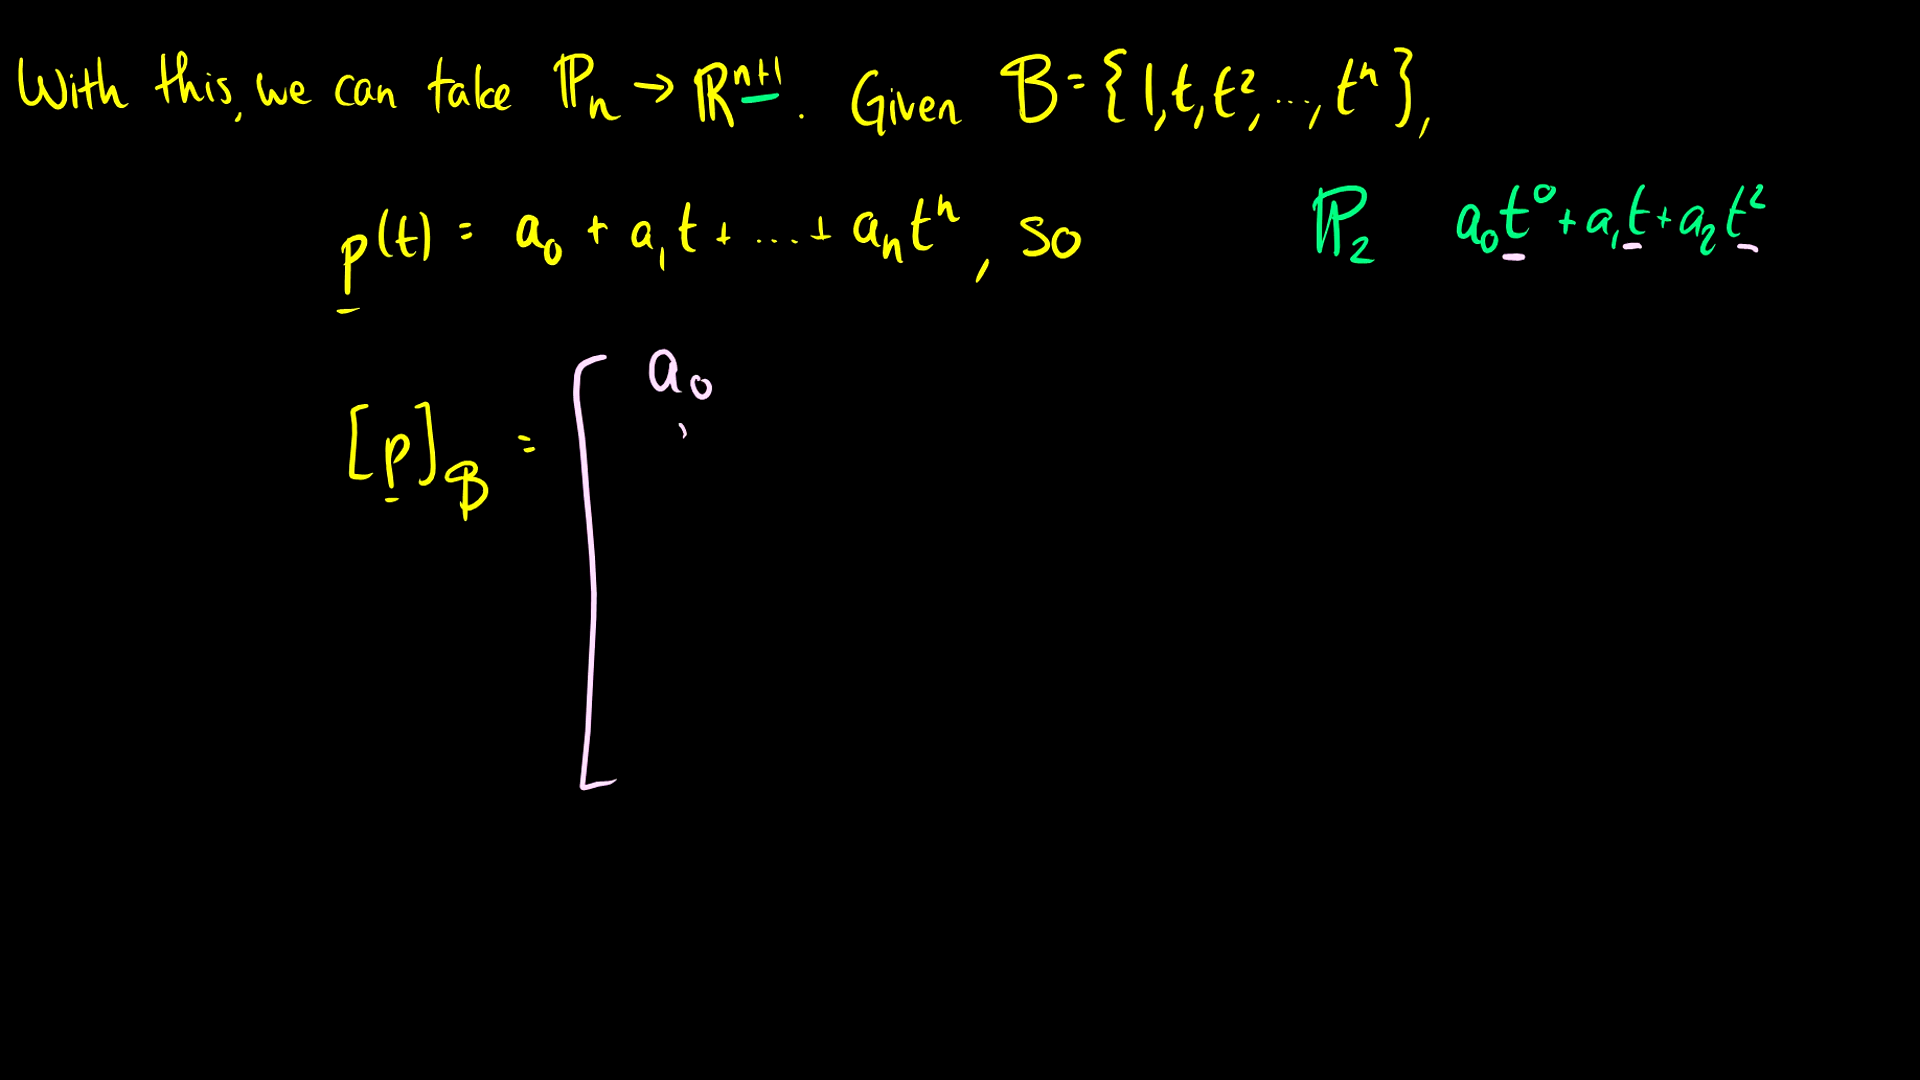 With this, we can take ℙₙ → ℝⁿ⁺¹. Given ℬ = {1, t, t², ..., tⁿ},
p(t) = a₀ + a₁t + ... + aₙtⁿ, so
ℙ₂ a₀t⁰ + a₁t + a₂t²
[p]_ℬ = [ a₀